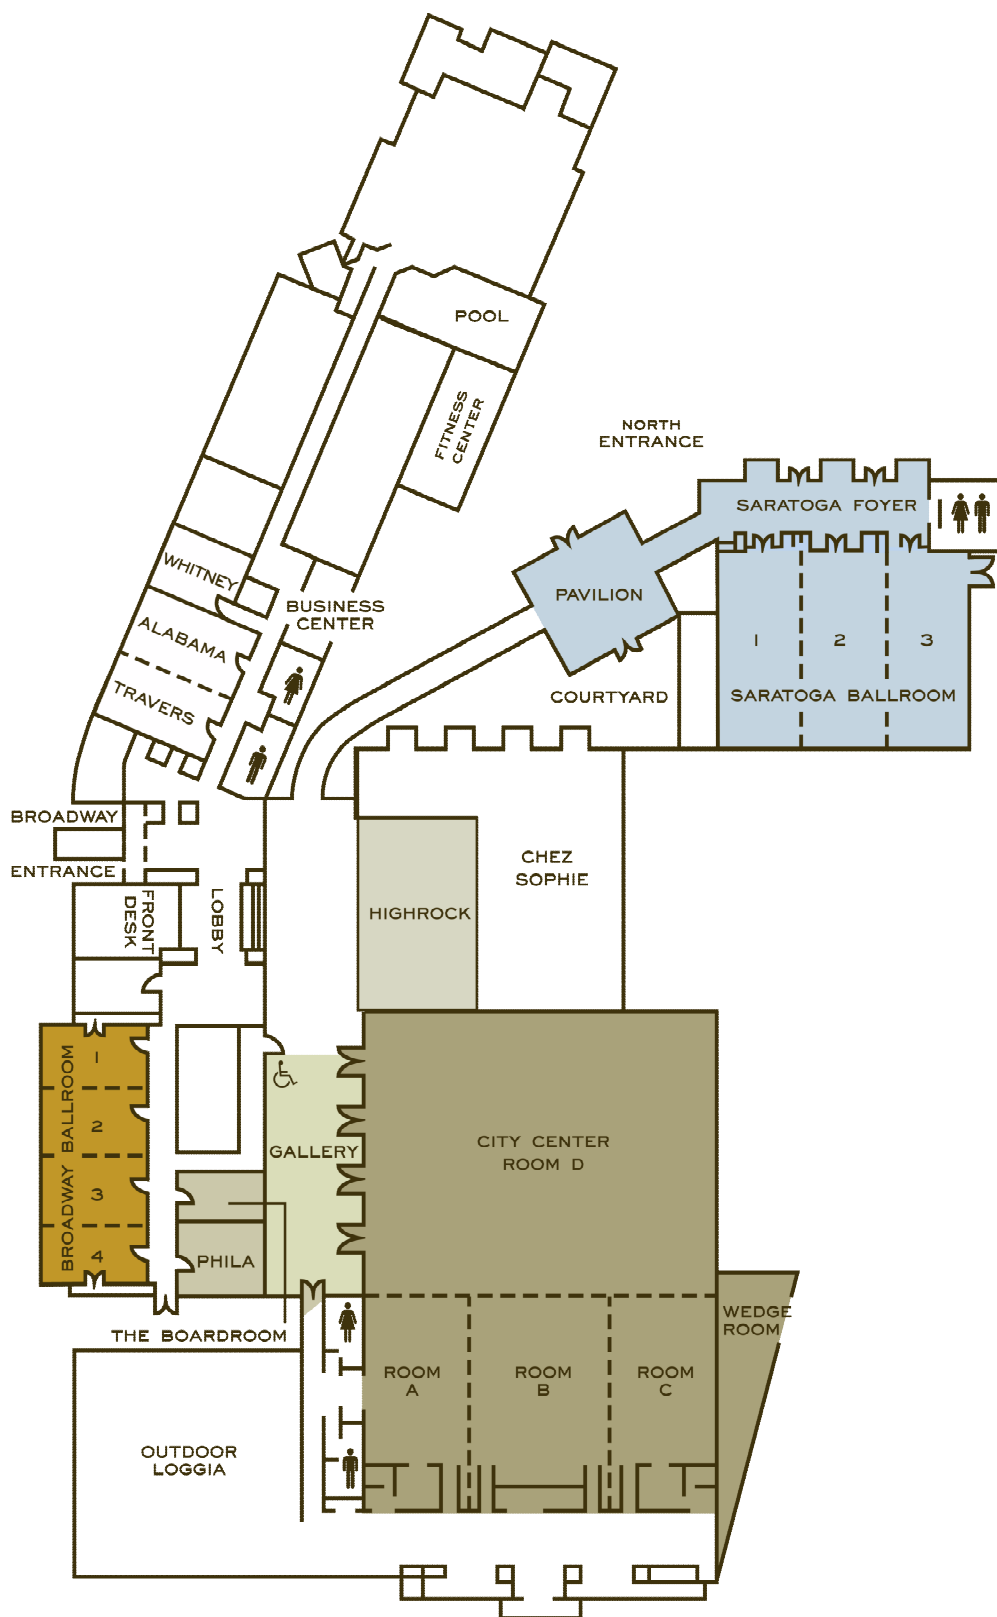 POOL
FITNESS
CENTER
NORTH
ENTRANCE
SARATOGA FOYER
WHITNEY
BUSINESS
CENTER
PAVILION
ALABAMA
1
2
3
TRAVERS
COURTYARD
SARATOGA BALLROOM
BROADWAY
ENTRANCE
CHEZ
SOPHIE
FRONT
DESK
LOBBY
HIGHROCK
BROADWAY BALLROOM
1
2
3
4
GALLERY
CITY CENTER
ROOM D
PHILA
THE BOARDROOM
WEDGE
ROOM
ROOM
A
ROOM
B
ROOM
C
OUTDOOR
LOGGIA